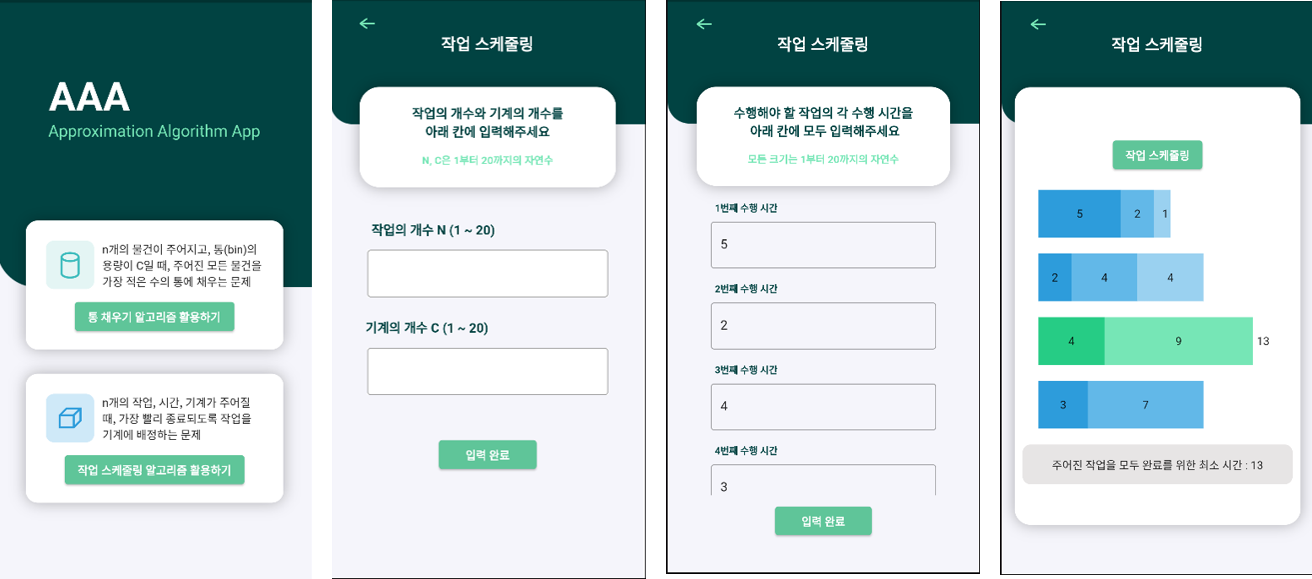 AAA
Approximation Algorithm App
n개의 물건이 주어지고, 통(bin)의
용량이 C일 때, 주어진 모든 물건을
가장 적은 수의 통에 채우는 문제
통 채우기 알고리즘 활용하기
n개의 작업, 시간, 기계가 주어질
때, 가장 빨리 종료되도록 작업을
기계에 배정하는 문제
작업 스케줄링 알고리즘 활용하기
작업 스케줄링
작업의 개수와 기계의 개수를
아래 칸에 입력해주세요
N, C은 1부터 20까지의 자연수
작업의 개수 N (1 ~ 20)
기계의 개수 C (1 ~ 20)
입력 완료
작업 스케줄링
수행해야 할 작업의 각 수행 시간을
아래 칸에 모두 입력해주세요
모든 크기는 1부터 20까지의 자연수
1번째 수행 시간
5
2번째 수행 시간
2
3번째 수행 시간
4
4번째 수행 시간
3
입력 완료
작업 스케줄링
작업 스케줄링
5 2 1
2 4 4
4 9 13
3 7
주어진 작업을 모두 완료를 위한 최소 시간 : 13